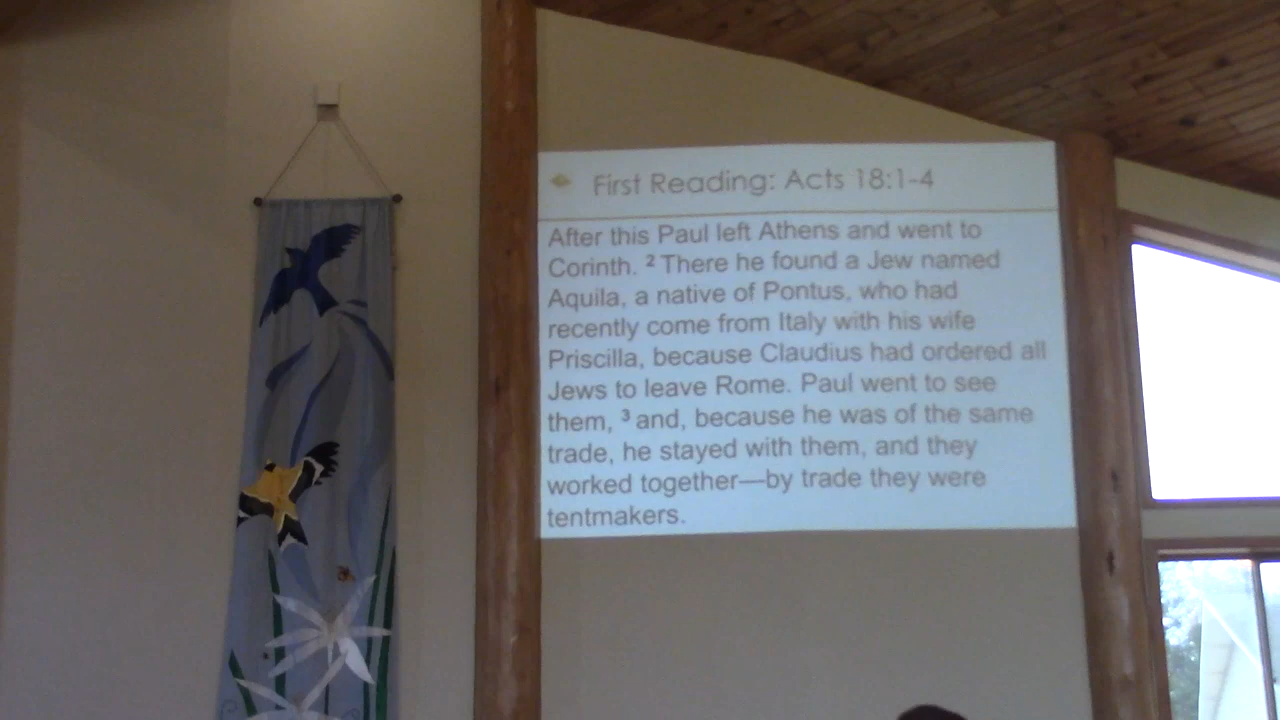 First Reading: Acts 18:1-4
After this Paul left Athens and went to
Corinth. ² There he found a Jew named
Aquila, a native of Pontus, who had
recently come from Italy with his wife
Priscilla, because Claudius had ordered all
Jews to leave Rome. Paul went to see
them, ³ and, because he was of the same
trade, he stayed with them, and they
worked together—by trade they were
tentmakers.